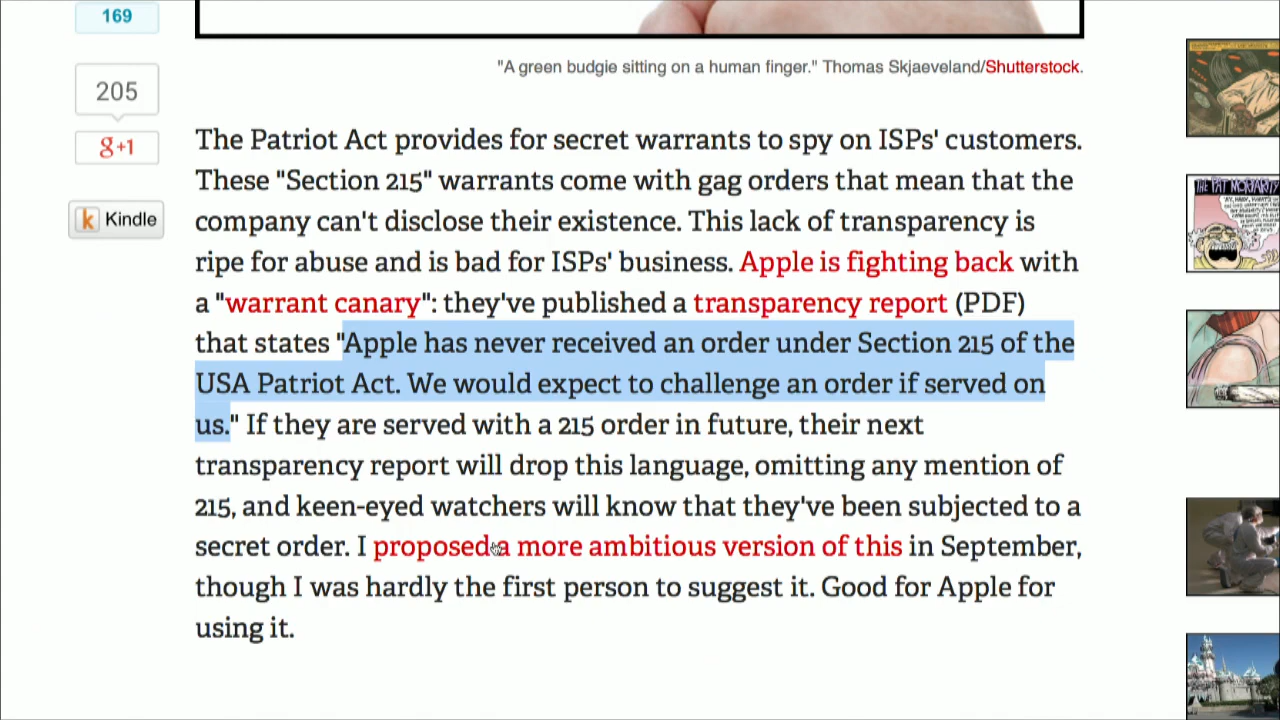 169
205
g+1
k Kindle
"A green budgie sitting on a human finger." Thomas Skjaeveland/Shutterstock.
The Patriot Act provides for secret warrants to spy on ISPs' customers.
These "Section 215" warrants come with gag orders that mean that the
company can't disclose their existence. This lack of transparency is
ripe for abuse and is bad for ISPs' business. Apple is fighting back with
a "warrant canary": they've published a transparency report (PDF)
that states "Apple has never received an order under Section 215 of the
USA Patriot Act. We would expect to challenge an order if served on
us." If they are served with a 215 order in future, their next
transparency report will drop this language, omitting any mention of
215, and keen-eyed watchers will know that they've been subjected to a
secret order. I proposed a more ambitious version of this in September,
though I was hardly the first person to suggest it. Good for Apple for
using it.